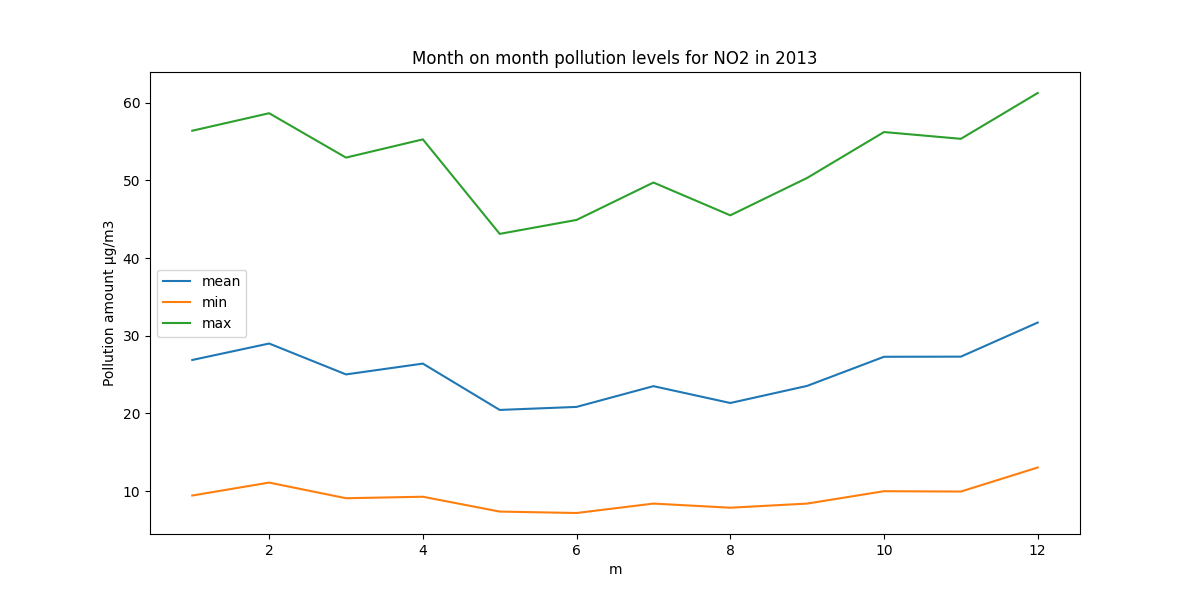 Month on month pollution levels for NO2 in 2013
Pollution amount µg/m3
60
50
40
30
20
10
mean
min
max
2 4 6 8 10 12
m